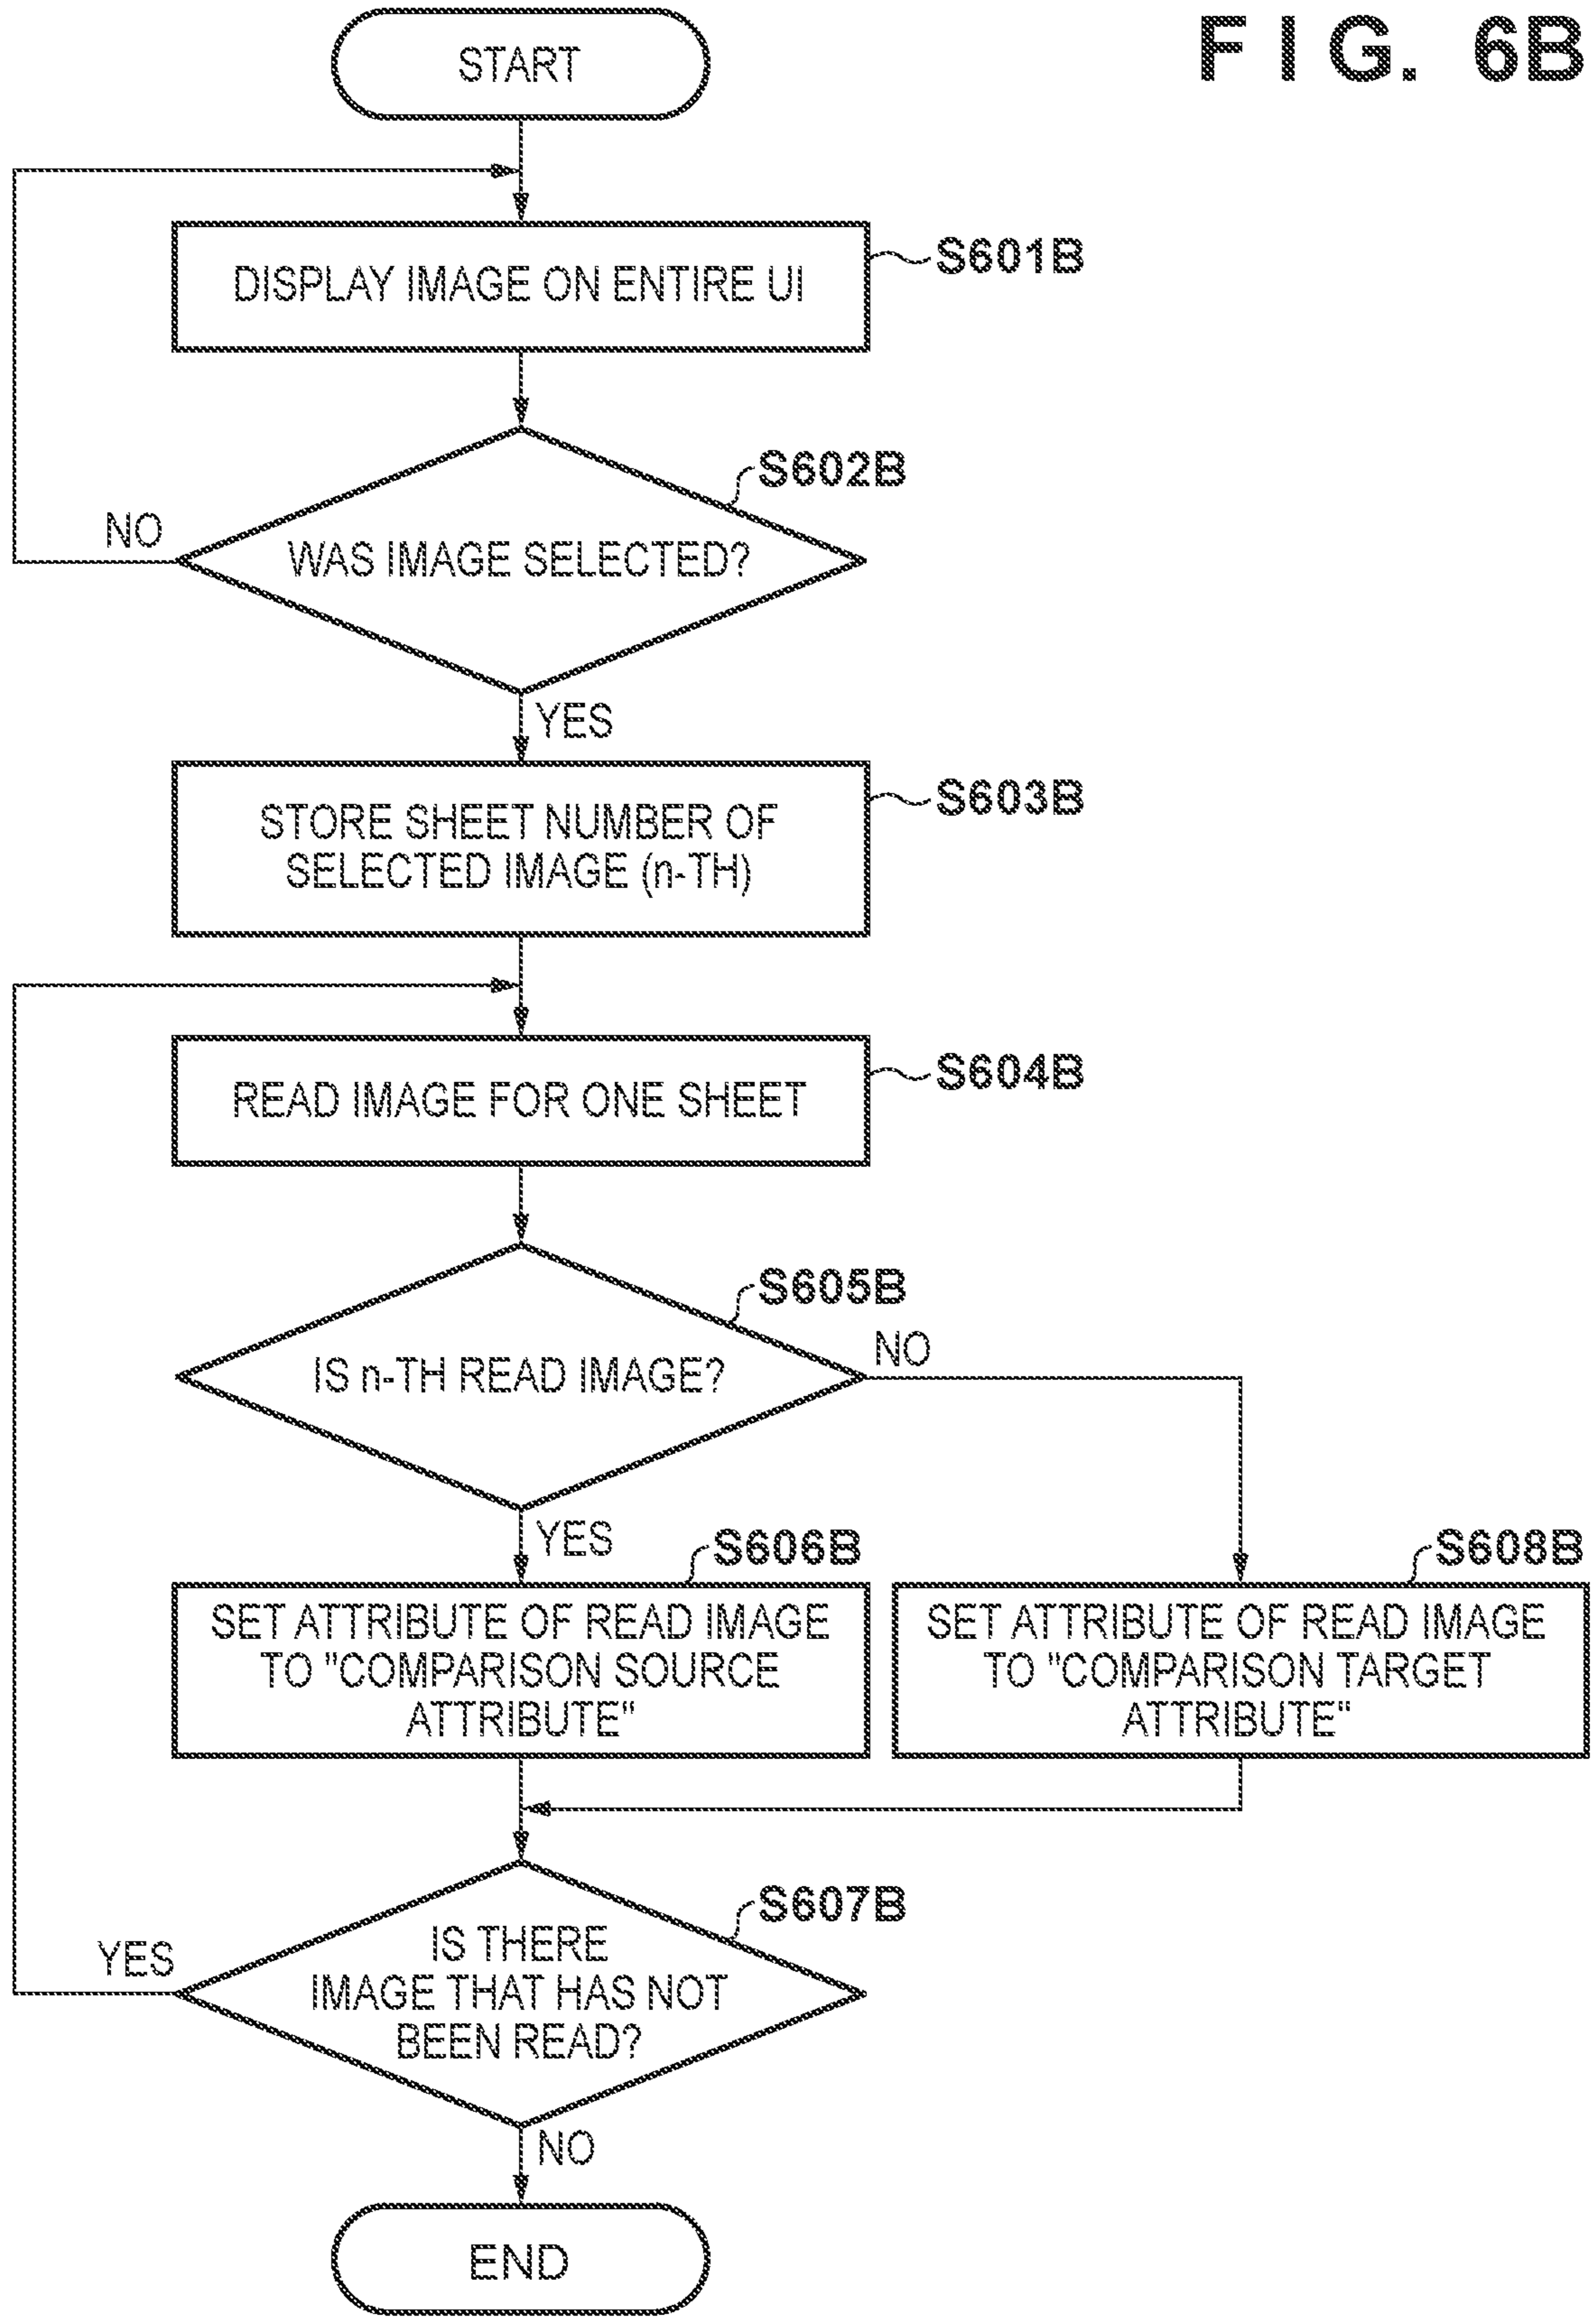 F I G. 6B
START
DISPLAY IMAGE ON ENTIRE UI
S601B
S602B
NO
WAS IMAGE SELECTED?
YES
STORE SHEET NUMBER OF
SELECTED IMAGE (n-TH)
S603B
READ IMAGE FOR ONE SHEET
S604B
S605B
IS n-TH READ IMAGE?
NO
YES
S606B
SET ATTRIBUTE OF READ IMAGE
TO "COMPARISON SOURCE
ATTRIBUTE"
S608B
SET ATTRIBUTE OF READ IMAGE
TO "COMPARISON TARGET
ATTRIBUTE"
S607B
YES
IS THERE
IMAGE THAT HAS NOT
BEEN READ?
NO
END